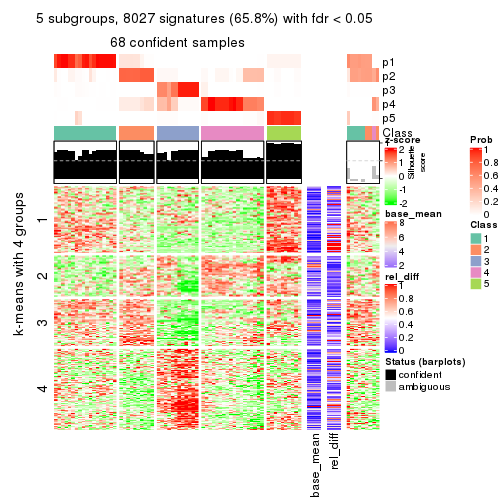 5 subgroups, 8027 signatures (65.8%) with fdr < 0.05
68 confident samples
p1
p2
p3
p4
p5
Class
z-score
2
1
0
-1
-2
Silhouette
score
Prob
1
0.8
0.6
0.4
0.2
0
base_mean
8
6
4
2
Class
1
2
3
4
5
rel_diff
1
0.8
0.6
0.4
0.2
0
Status (barplots)
confident
ambiguous
k-means with 4 groups
1
2
3
4
base_mean
rel_diff